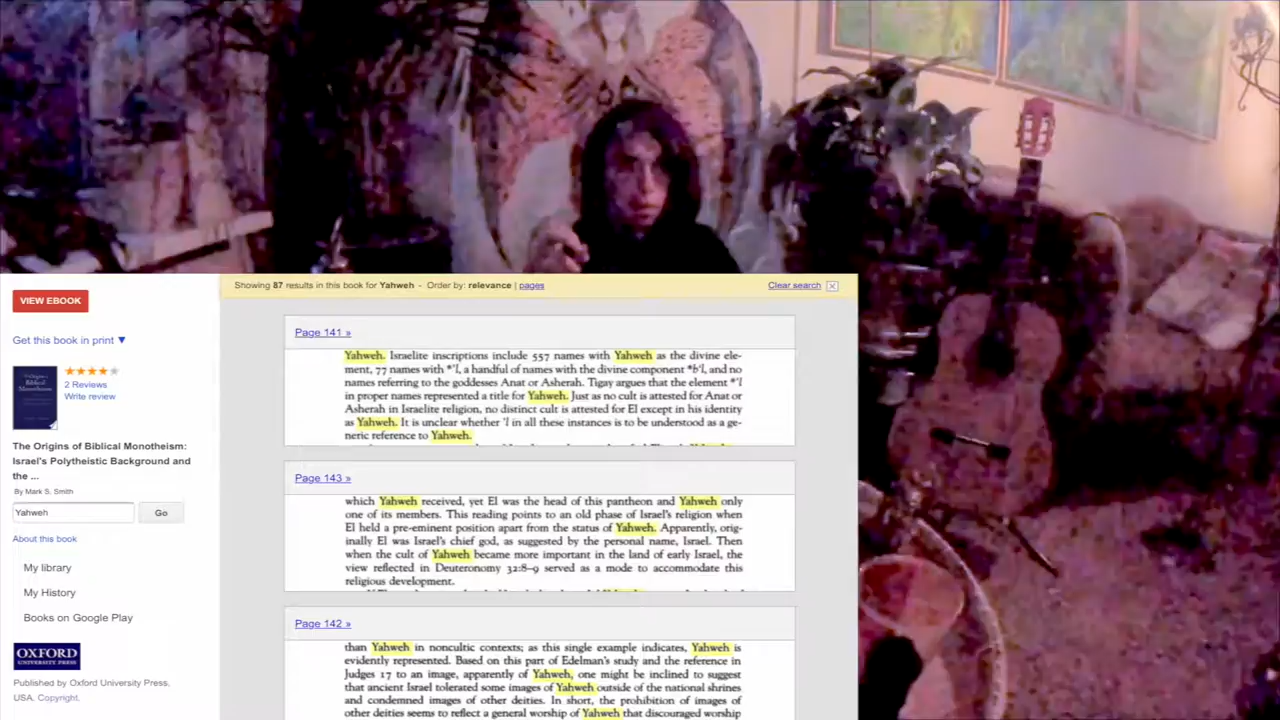 Showing 87 results in this book for Yahweh - Order by: relevance | pages
Clear search
VIEW EBOOK
Get this book in print ▼
2 Reviews
Write review
The Origins of Biblical Monotheism:
Israel's Polytheistic Background and
the ...
By Mark S. Smith
Yahweh
Go
About this book
My library
My History
Books on Google Play
OXFORD
UNIVERSITY PRESS
Published by Oxford University Press,
USA. Copyright.
Page 141 »
Yahweh. Israelite inscriptions include 557 names with Yahweh as the divine ele-
ment, 77 names with *'l, a handful of names with the divine component *b'l, and no
names referring to the goddesses Anat or Asherah. Tigay argues that the element *'l
in proper names represented a title for Yahweh. Just as no cult is attested for Anat or
Asherah in Israelite religion, no distinct cult is attested for El except in his identity
as Yahweh. It is unclear whether 'l in all these instances is to be understood as a ge-
neric reference to Yahweh.
Page 143 »
which Yahweh received, yet El was the head of this pantheon and Yahweh only
one of its members. This reading points to an old phase of Israel's religion when
El held a pre-eminent position apart from the status of Yahweh. Apparently, orig-
inally El was Israel's chief god, as suggested by the personal name, Israel. Then
when the cult of Yahweh became more important in the land of early Israel, the
view reflected in Deuteronomy 32:8–9 served as a mode to accommodate this
religious development.
Page 142 »
than Yahweh in noncultic contexts; as this single example indicates, Yahweh is
evidently represented. Based on this part of Edelman's study and the reference in
Judges 17 to an image, apparently of Yahweh, one might be inclined to suggest
that ancient Israel tolerated some images of Yahweh outside of the national shrines
and condemned images of other deities. In short, the prohibition of images of
other deities seems to reflect a general worship of Yahweh that discouraged worship